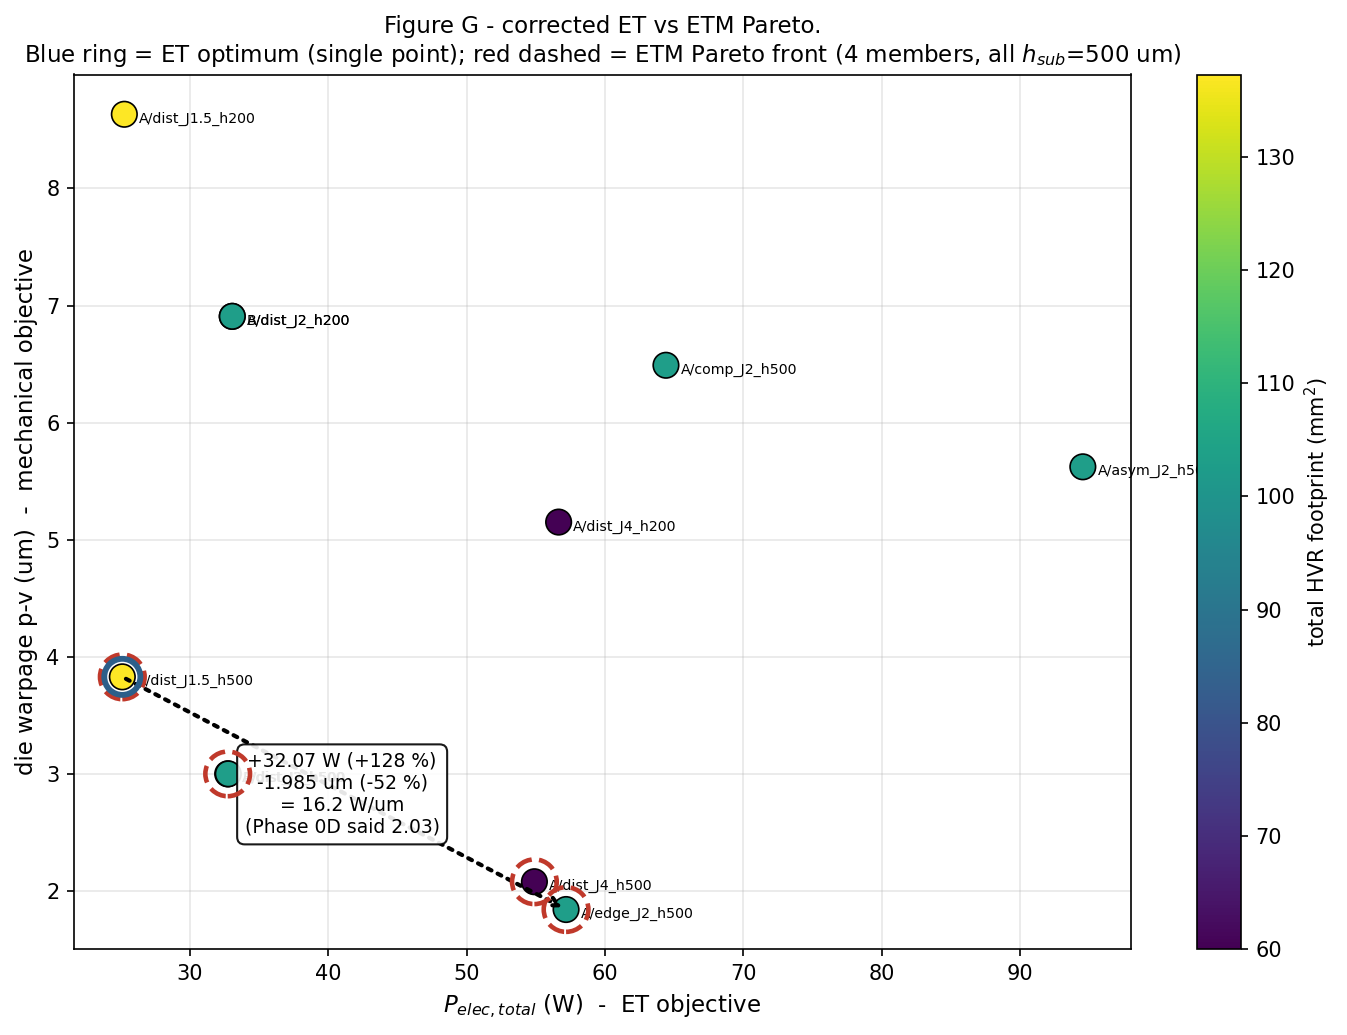 Figure G - corrected ET vs ETM Pareto.
Blue ring = ET optimum (single point); red dashed = ETM Pareto front (4 members, all h_sub=500 um)
A/dist_J1.5_h200
/dist_J2_h200
A/comp_J2_h500
A/asym_J2_h5
A/dist_J4_h200
/dist_J1.5_h500
+32.07 W (+128 %)
-1.985 um (-52 %)
= 16.2 W/um
(Phase 0D said 2.03)
A/dist_J4_h500
A/edge_J2_h500
8
7
6
5
4
3
2
die warpage p-v (um) - mechanical objective
30 40 50 60 70 80 90
P_elec, total (W) - ET objective
130
120
110
100
90
80
70
60
total HVR footprint (mm²)